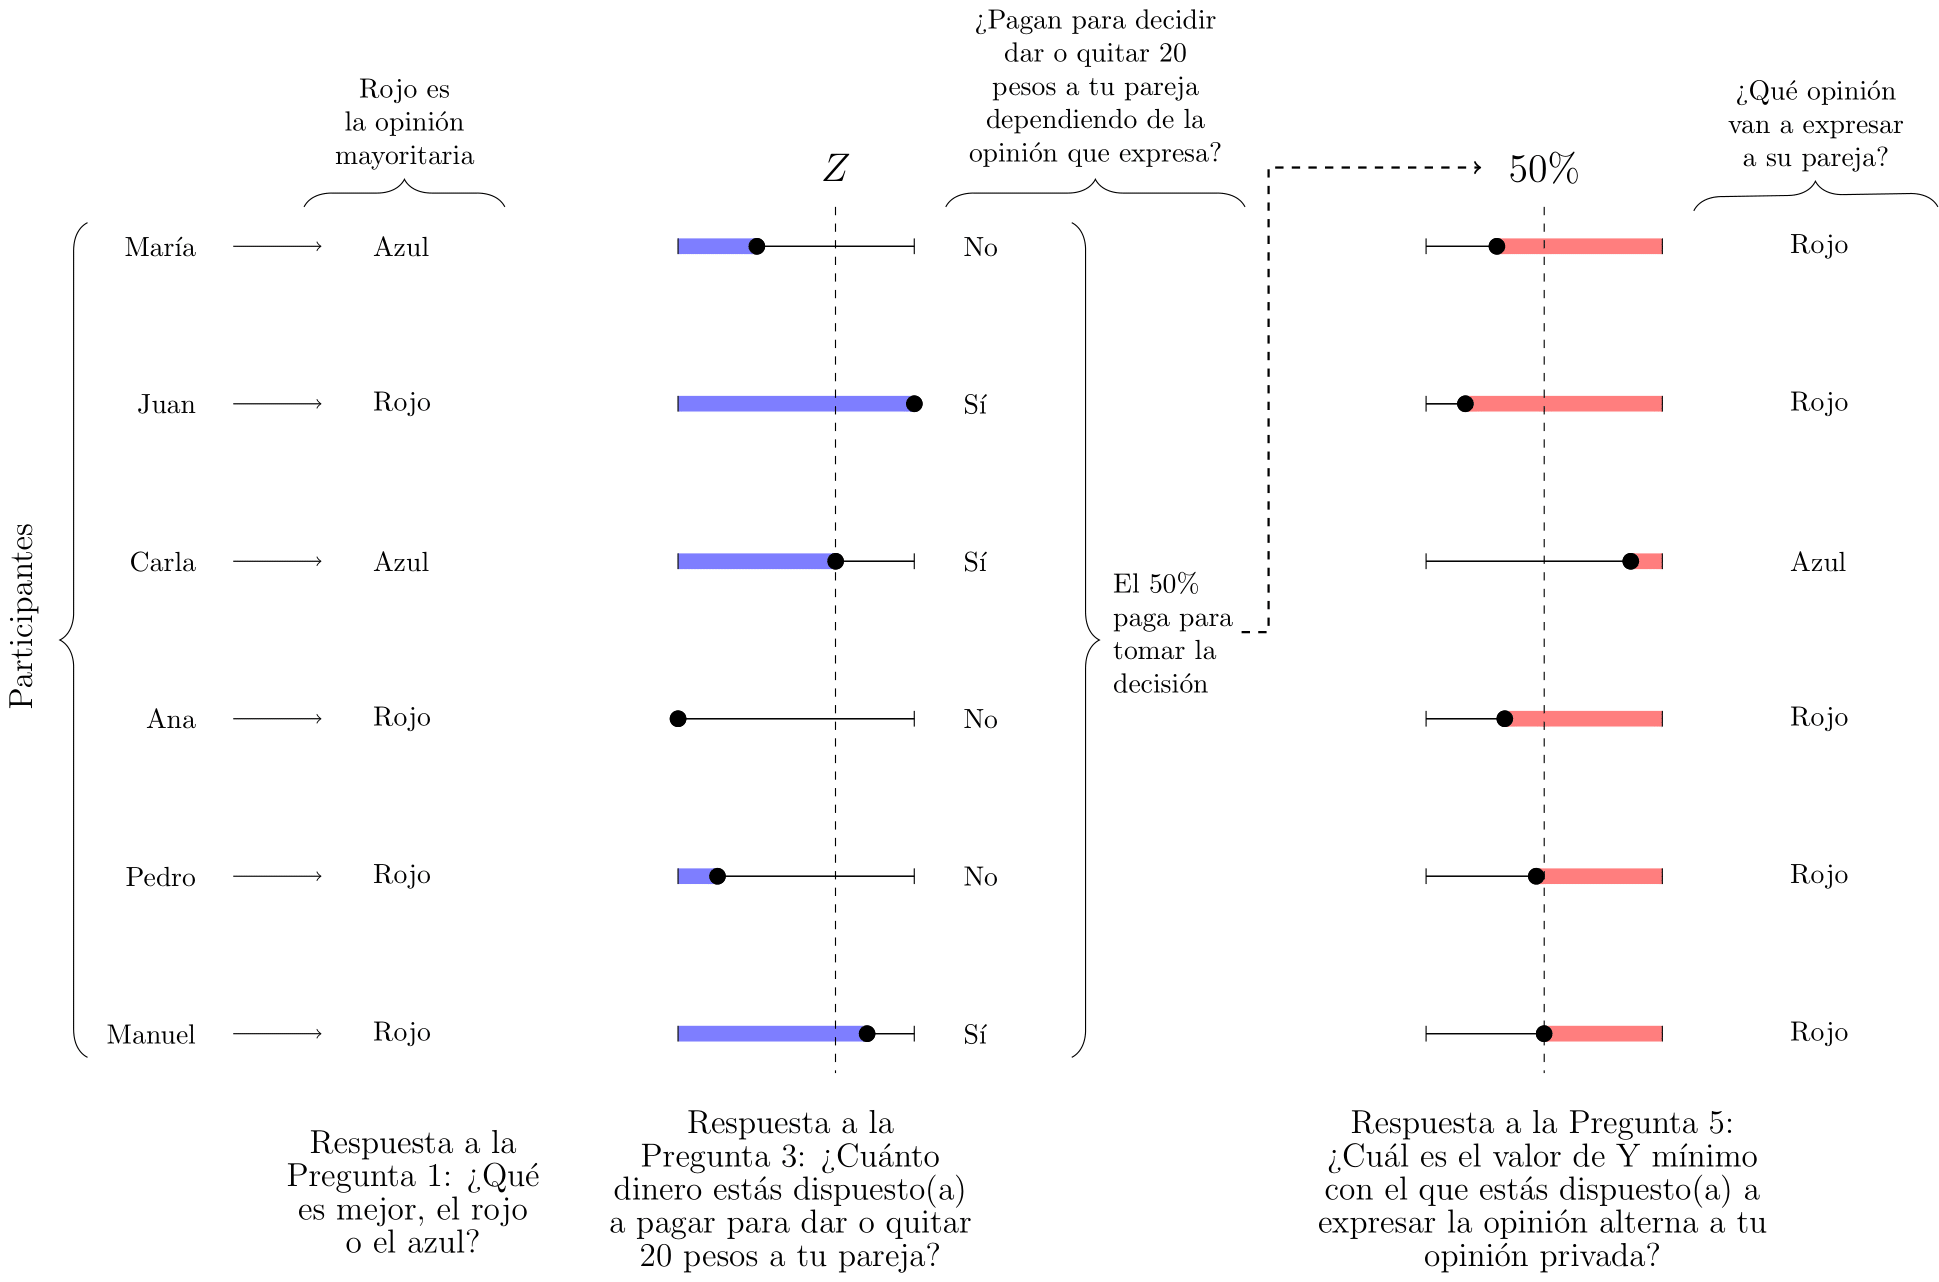 ¿Pagan para decidir
dar o quitar 20
pesos a tu pareja
dependiendo de la
opinión que expresa?
Rojo es
la opinión
mayoritaria
Z
50%
¿Qué opinión
van a expresar
a su pareja?
Participantes
María Azul No Rojo
Juan Rojo Sí Rojo
Carla Azul Sí Azul
El 50%
paga para
tomar la
decisión
Ana Rojo No Rojo
Pedro Rojo No Rojo
Manuel Rojo Sí Rojo
Respuesta a la
Pregunta 1: ¿Qué
es mejor, el rojo
o el azul?
Respuesta a la
Pregunta 3: ¿Cuánto
dinero estás dispuesto(a)
a pagar para dar o quitar
20 pesos a tu pareja?
Respuesta a la Pregunta 5:
¿Cuál es el valor de Y mínimo
con el que estás dispuesto(a) a
expresar la opinión alterna a tu
opinión privada?